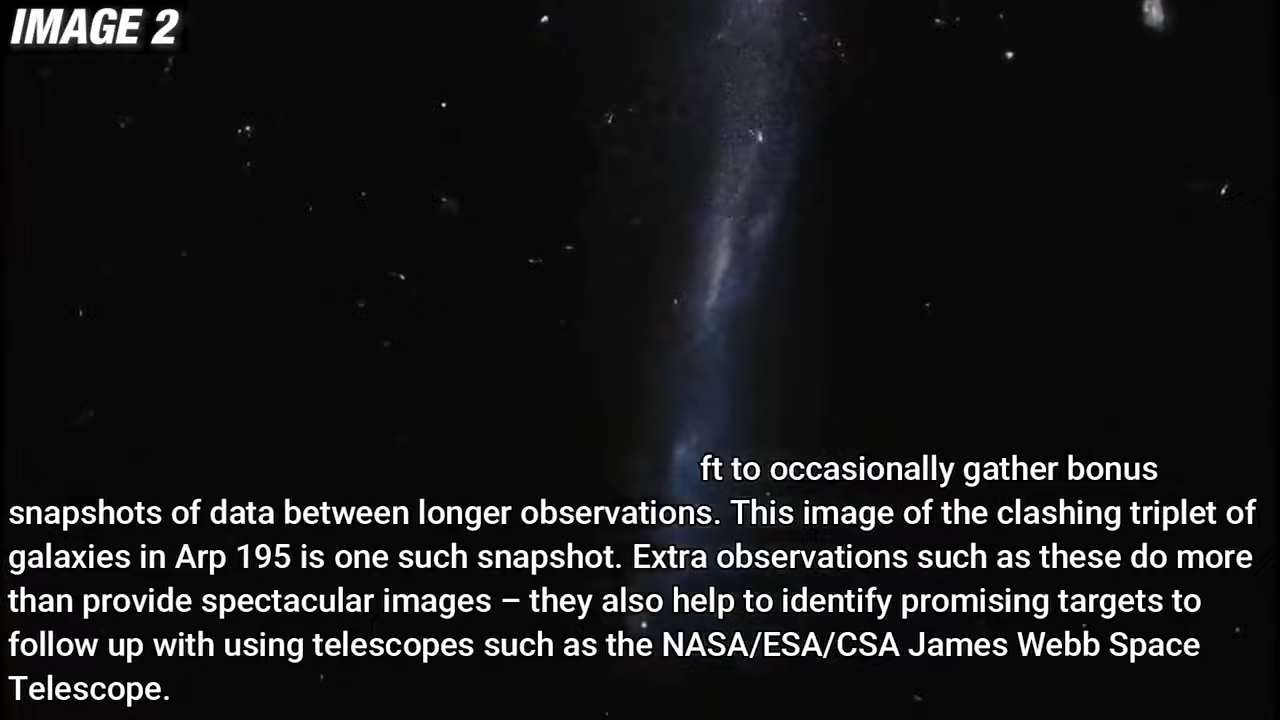 IMAGE 2
ft to occasionally gather bonus
snapshots of data between longer observations. This image of the clashing triplet of
galaxies in Arp 195 is one such snapshot. Extra observations such as these do more
than provide spectacular images – they also help to identify promising targets to
follow up with using telescopes such as the NASA/ESA/CSA James Webb Space
Telescope.